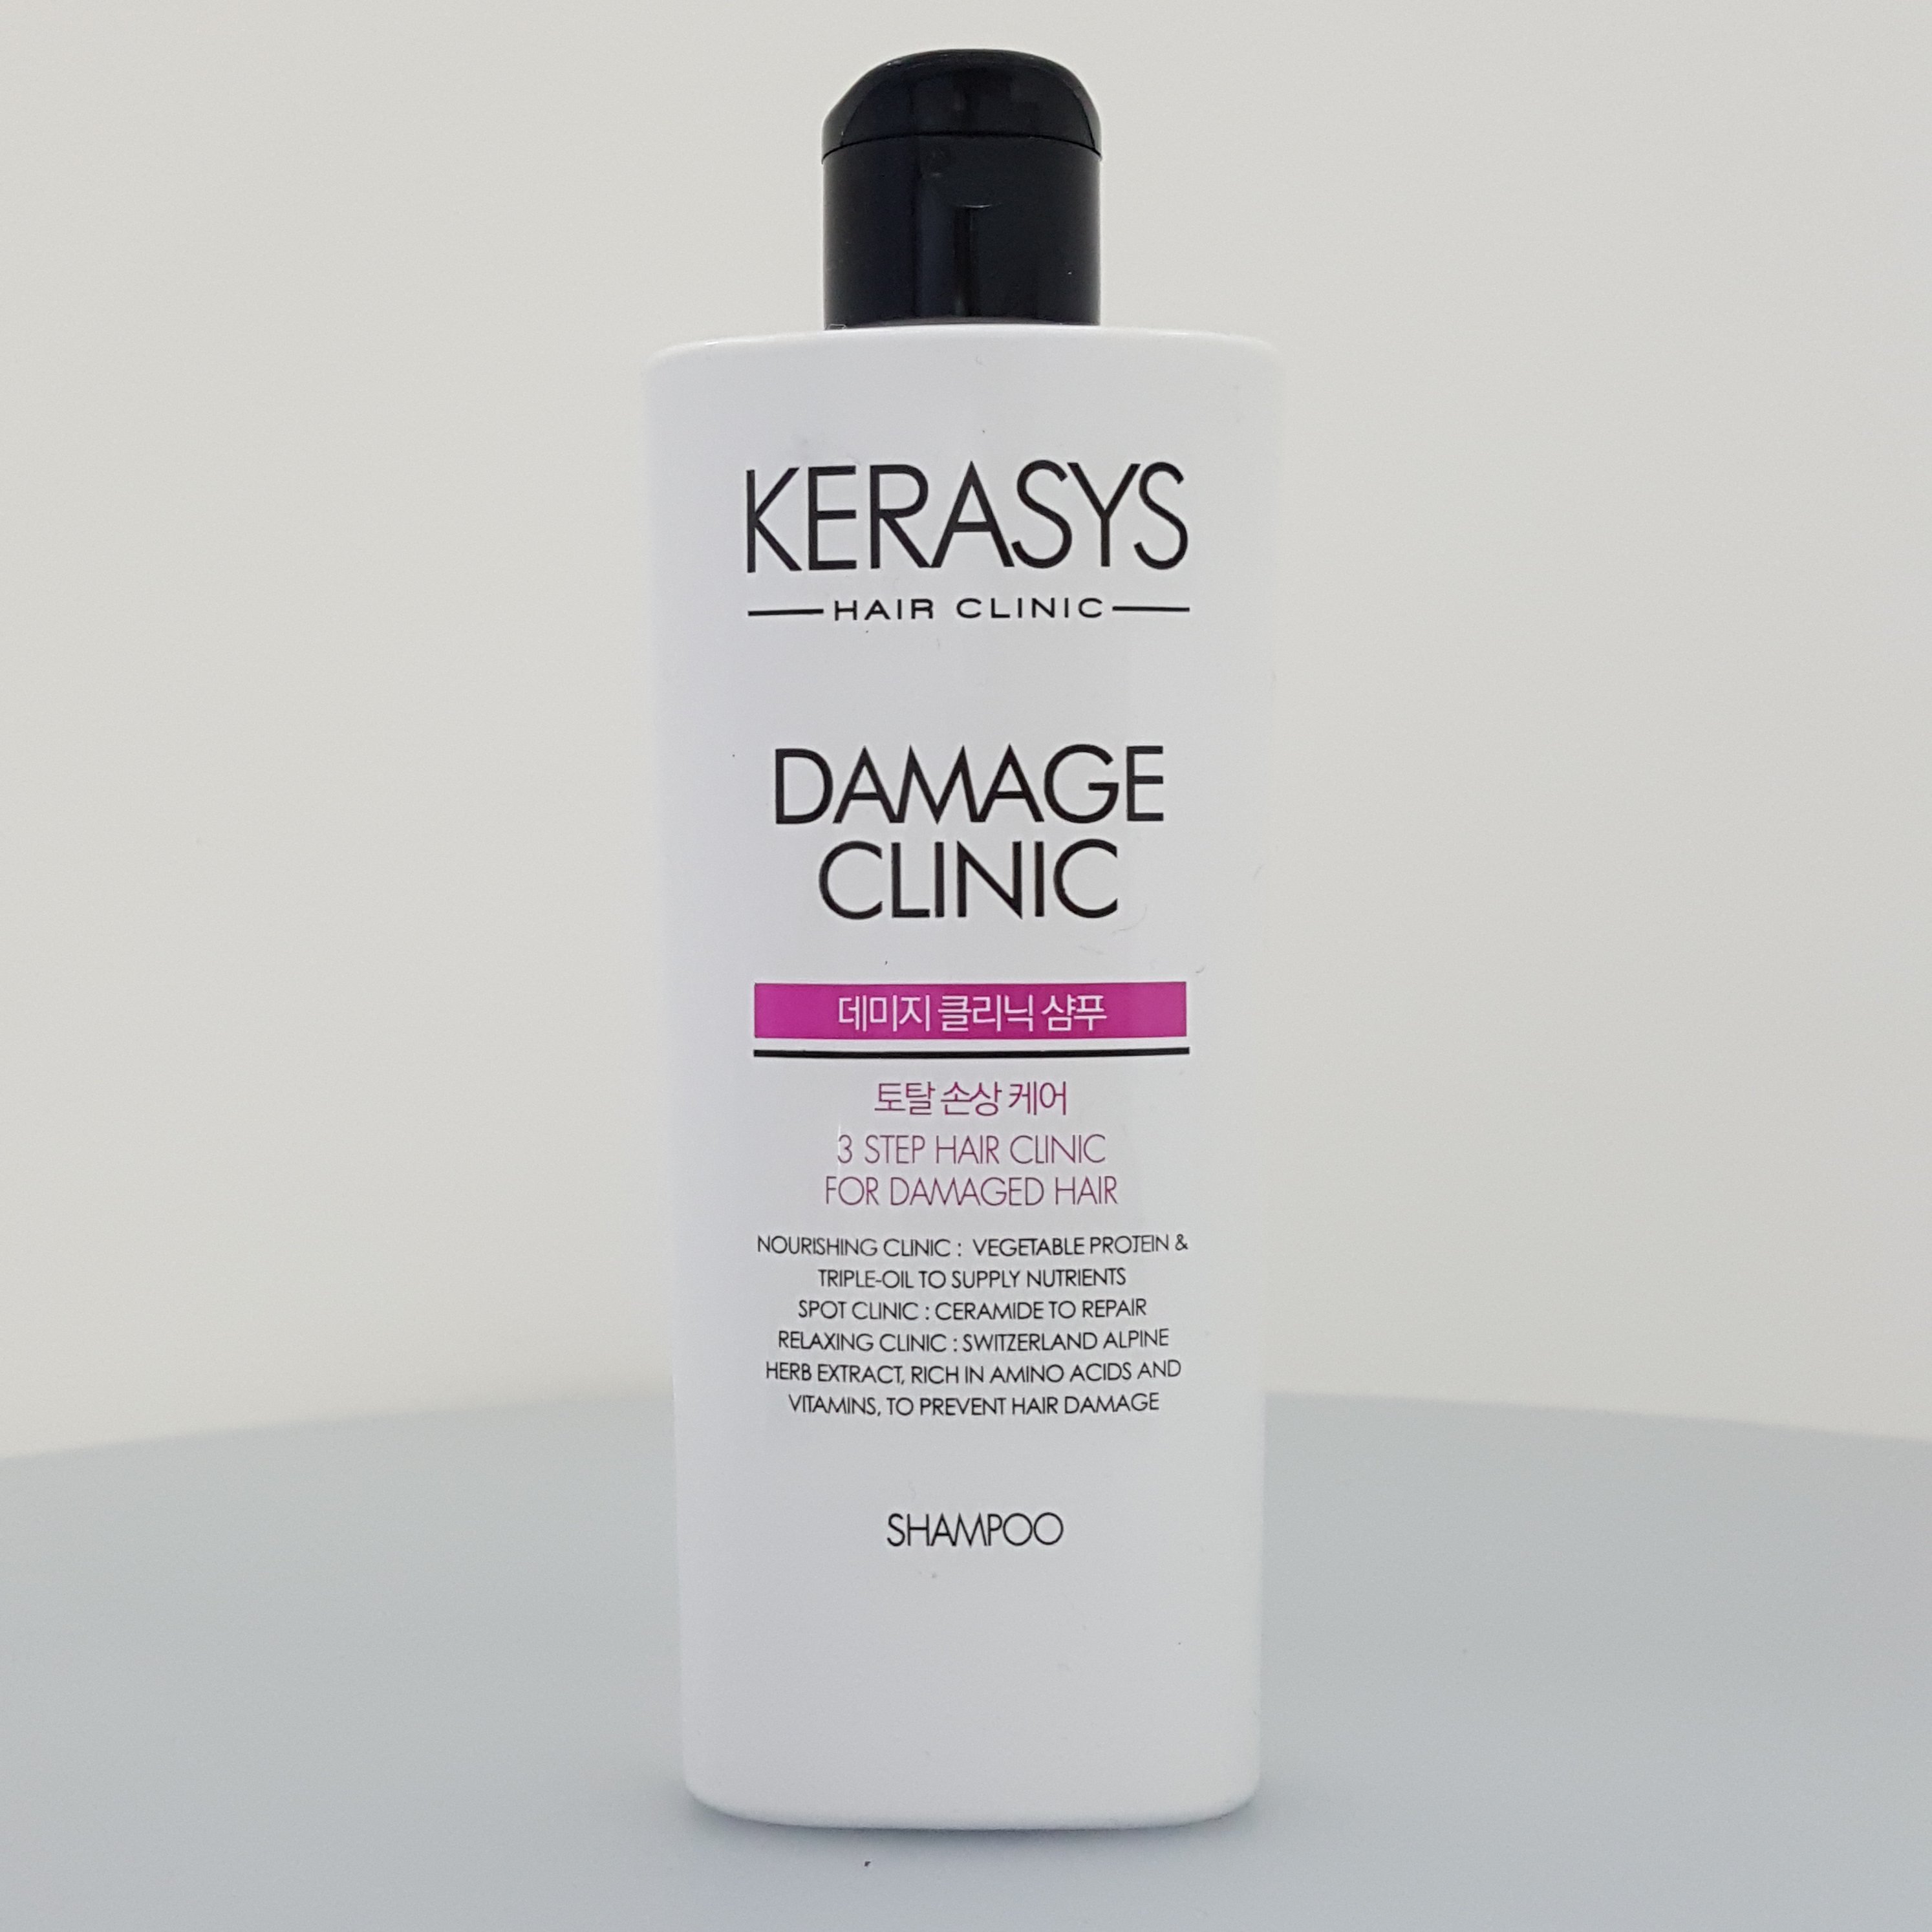 KERASYS
HAIR CLINIC
DAMAGE
CLINIC
데미지 클리닉 샴푸
토탈 손상 케어
3 STEP HAIR CLINIC
FOR DAMAGED HAIR
NOURISHING CLINIC : VEGETABLE PROTEIN &
TRIPLE-OIL TO SUPPLY NUTRIENTS
SPOT CLINIC : CERAMIDE TO REPAIR
RELAXING CLINIC : SWITZERLAND ALPINE
HERB EXTRACT, RICH IN AMINO ACIDS AND
VITAMINS, TO PREVENT HAIR DAMAGE
SHAMPOO